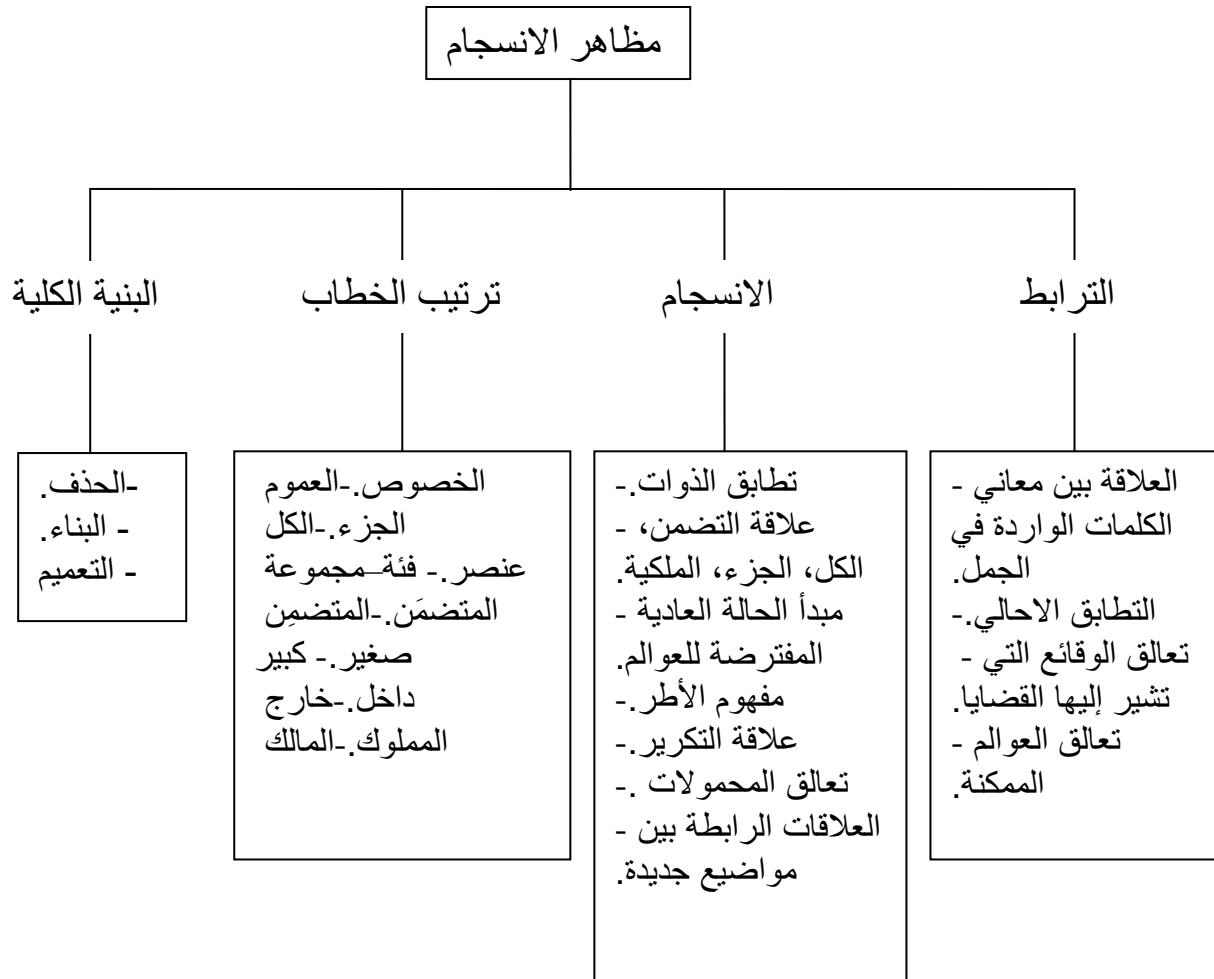 مظاهر الانسجام
الترابط
الانسجام
ترتيب الخطاب
البنية الكلية
العلاقة بين معاني -
الكلمات الواردة في
الجمل.
التطابق الاحالي.-
تعالق الوقائع التي -
تشير إليها القضايا.
تعالق العوالم -
الممكنة.
تطابق الذوات.-
علاقة التضمن، -
الكل، الجزء، الملكية.
مبدأ الحالة العادية -
المفترضة للعوالم.
مفهوم الأطر.-
علاقة التكرير.-
تعالق المحمولات .-
العلاقات الرابطة بين -
مواضيع جديدة.
الخصوص.-العموم
الجزء.-الكل
عنصر.- فئة–مجموعة
المتضمَن.-المتضمِن
صغير.- كبير
داخل.-خارج
المملوك.-المالك
-الحذف.
- البناء.
- التعميم